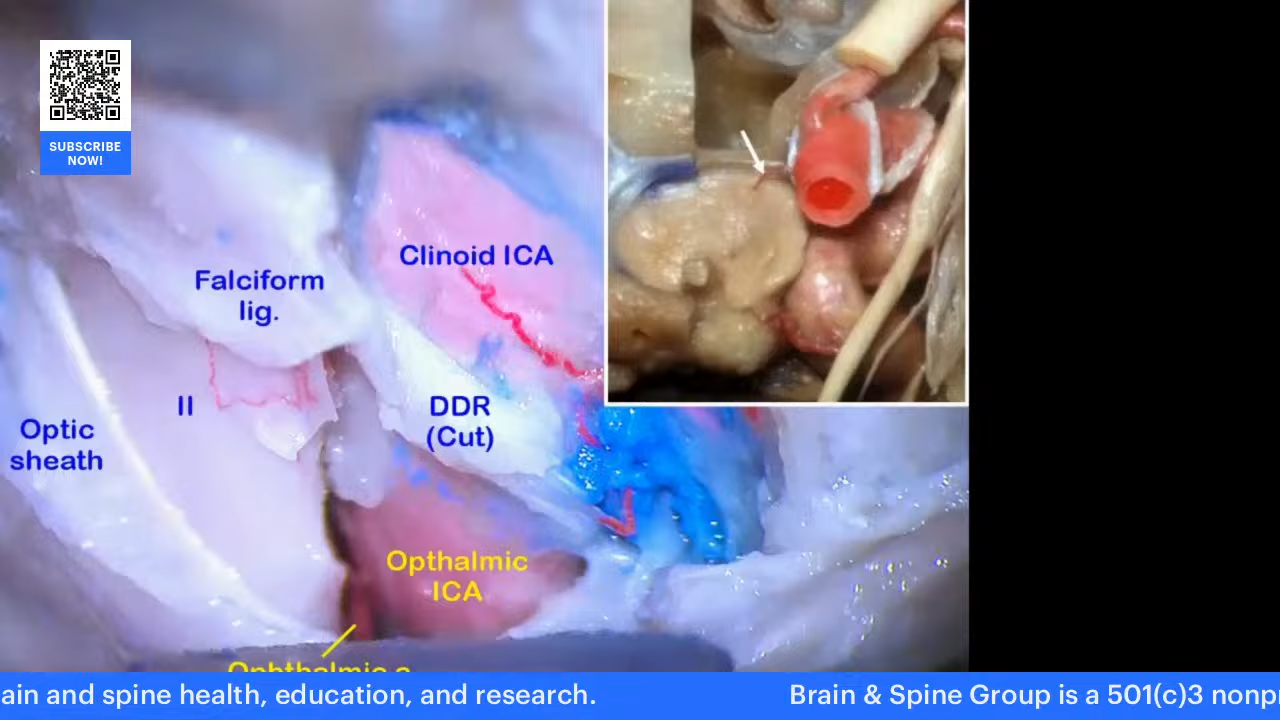 SUBSCRIBE
NOW!
Clinoid ICA
Falciform
lig.
II
DDR
(Cut)
Optic
sheath
Opthalmic
ICA
Ophthalmic a
ain and spine health, education, and research.
Brain & Spine Group is a 501(c)3 nonp